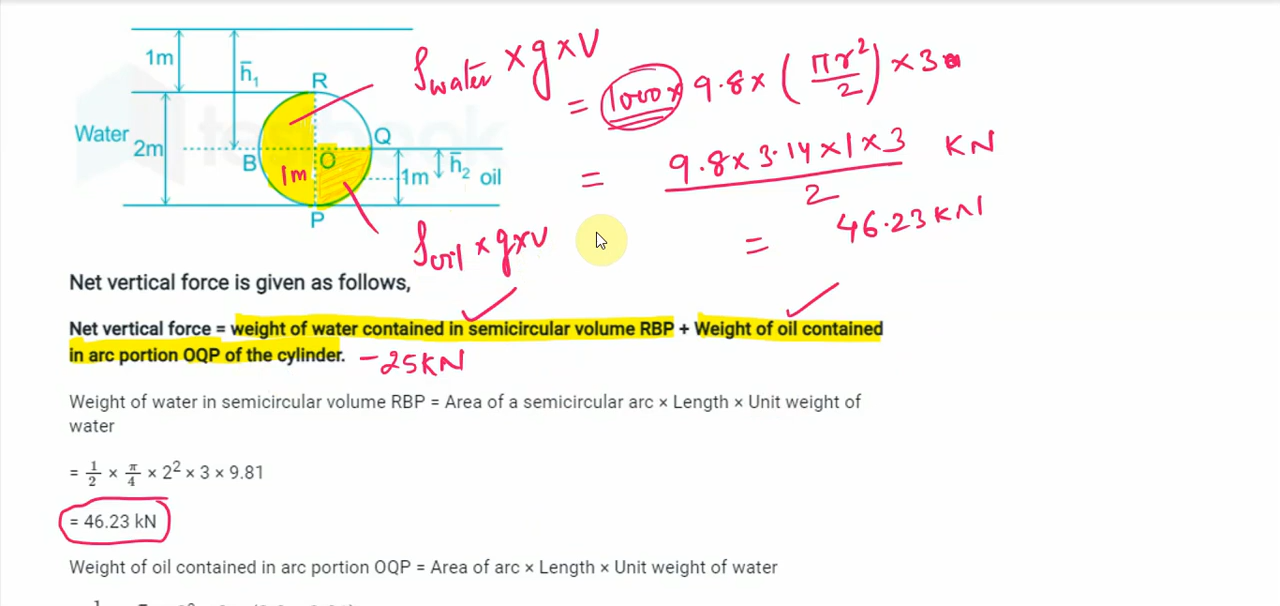 1m
h̄₁
R
ρwater × g × V
= 1000 × 9.8 × (πr²/2) × 3
Water
2m
B
O
Q
1m
1m
h̄₂
oil
P
= 9.8 × 3.14 × 1 × 3 / 2 KN
= 46.23 KN
ρoil × g × V
Net vertical force is given as follows,
Net vertical force = weight of water contained in semicircular volume RBP + Weight of oil contained
in arc portion OQP of the cylinder. − 25KN
Weight of water in semicircular volume RBP = Area of a semicircular arc × Length × Unit weight of
water
= 1/2 × π/4 × 2² × 3 × 9.81
= 46.23 kN
Weight of oil contained in arc portion OQP = Area of arc × Length × Unit weight of water